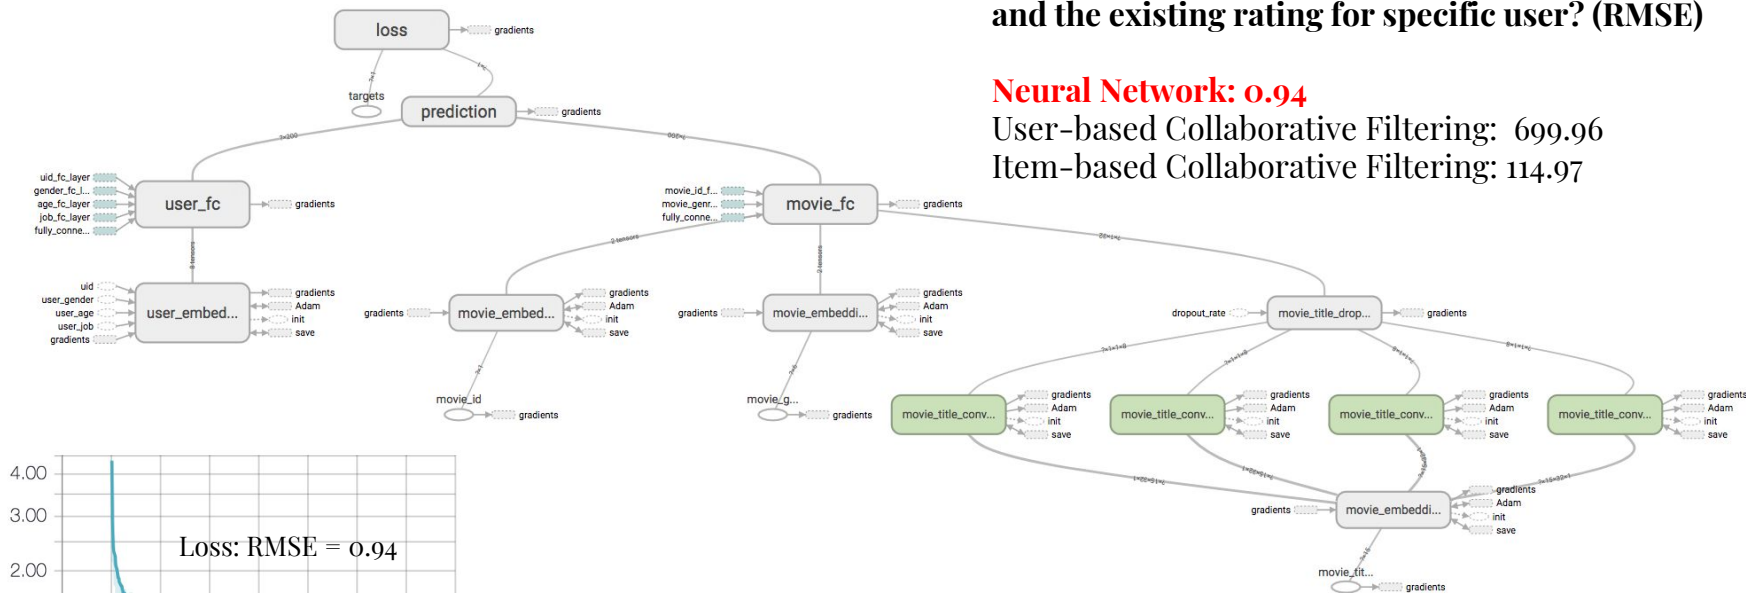 and the existing rating for specific user? (RMSE)
Neural Network: 0.94
User-based Collaborative Filtering: 699.96
Item-based Collaborative Filtering: 114.97
loss
gradients
targets
prediction
gradients
uid_fc_layer
gender_fc_l...
age_fc_layer
job_fc_layer
fully_conne...
user_fc
gradients
movie_id_f...
movie_genr...
fully_conne...
movie_fc
gradients
2 tensors
2 tensors
uid
user_gender
user_age
user_job
gradients
user_embed...
gradients
Adam
init
save
gradients
movie_embed...
gradients
Adam
init
save
gradients
movie_embeddi...
gradients
Adam
init
save
dropout_rate
movie_title_drop...
gradients
movie_id
gradients
movie_g...
gradients
movie_title_conv...
gradients
Adam
init
save
movie_title_conv...
gradients
Adam
init
save
movie_title_conv...
gradients
Adam
init
save
movie_title_conv...
gradients
Adam
init
save
gradients
movie_embeddi...
gradients
Adam
init
save
movie_tit...
gradients
4.00
3.00
2.00
Loss: RMSE = 0.94